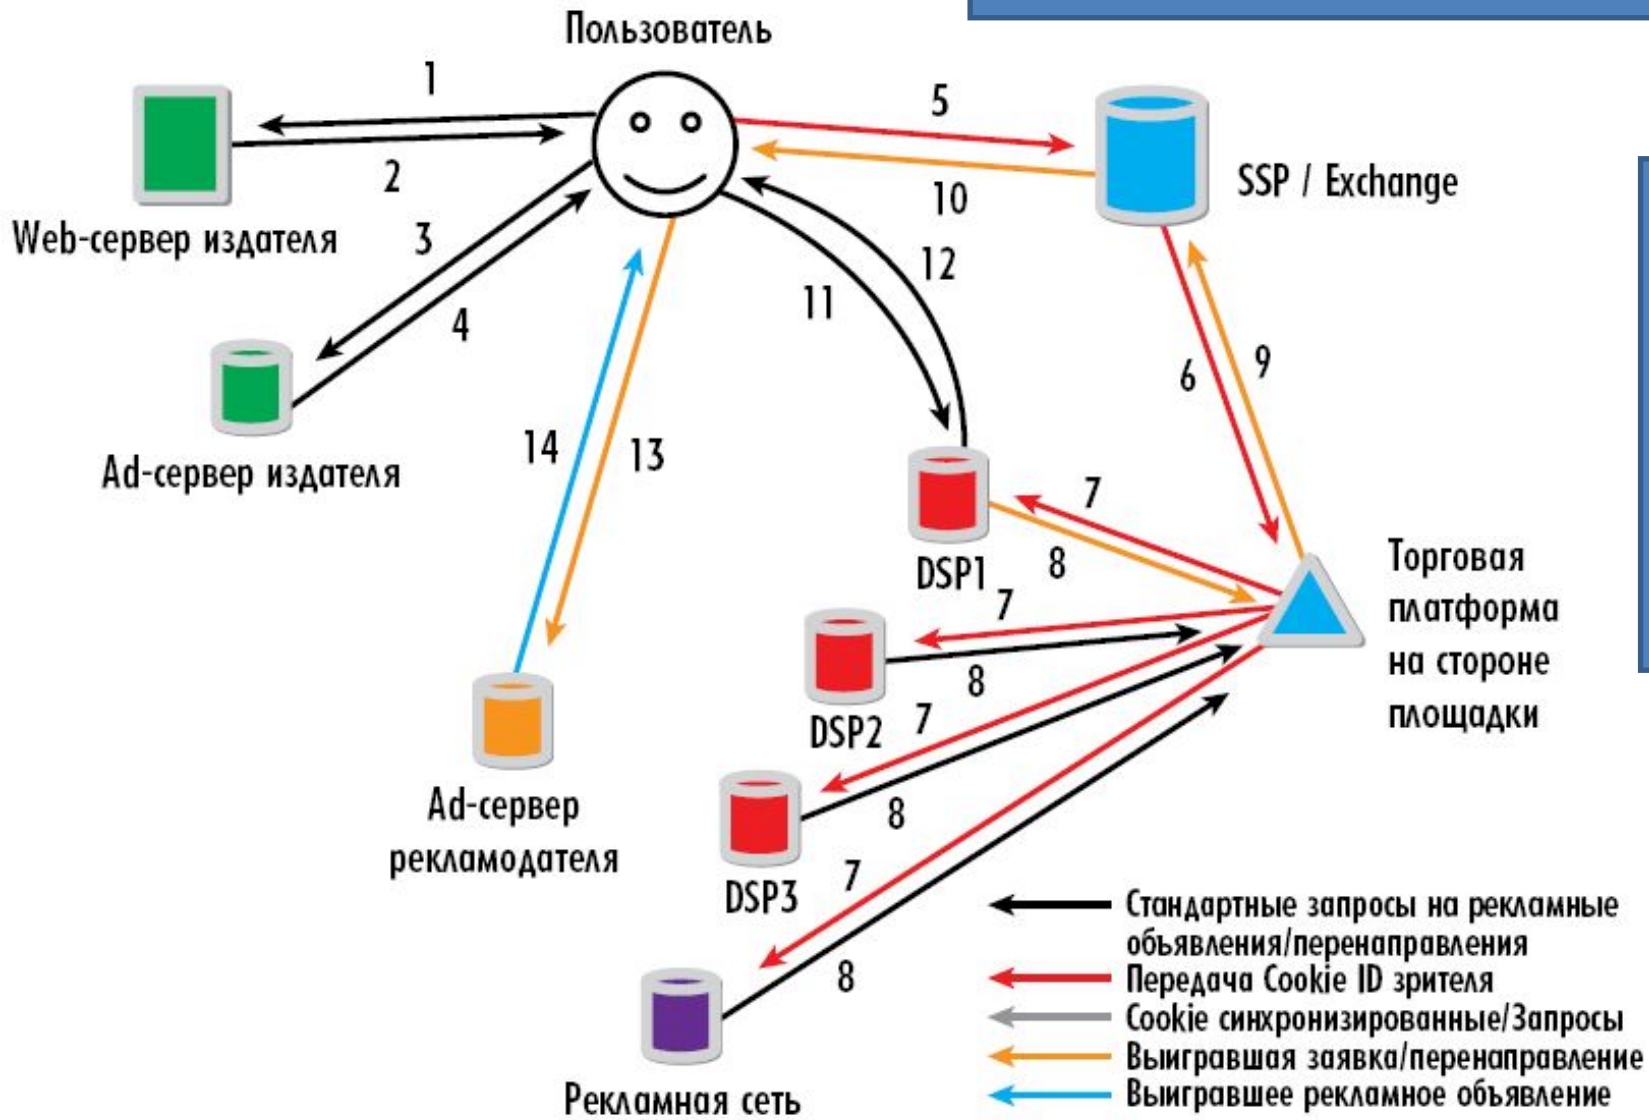 Пользователь
1
2
Web-сервер издателя
3
4
Ad-сервер издателя
5
10
SSP / Exchange
12
11
6
9
14
13
7
8
DSP1
7
8
DSP2
7
8
DSP3
7
8
Рекламная сеть
Торговая
платформа
на стороне
площадки
Ad-сервер
рекламодателя
Стандартные запросы на рекламные
объявления/перенаправления
Передача Cookie ID зрителя
Cookie синхронизированные/Запросы
Выигравшая заявка/перенаправление
Выигравшее рекламное объявление